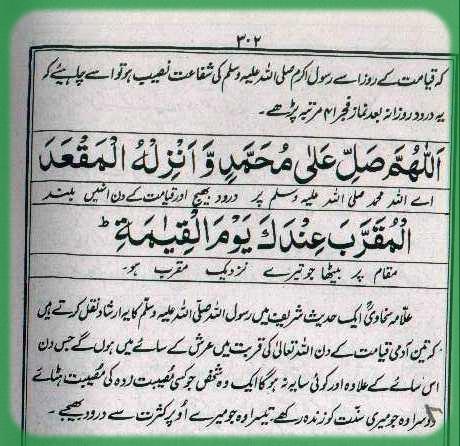 ۳۰۲
کہ قیامت کے روز اسے رسول اکرم صلی اللہ علیہ وسلم کی شفاعت نصیب ہو تو اسے چاہیئے کہ
یہ درود روزانہ بعد نماز فجر ۴۱ مرتبہ پڑھے۔
اَللّٰهُمَّ صَلِّ عَلٰی مُحَمَّدٍ وَّاَنْزِلْهُ الْمَقْعَدَ
اے اللہ محمد صلی اللہ علیہ وسلم پر درود بھیج اور قیامت کے دن انہیں بلند
الْمُقَرَّبَ عِنْدَكَ یَوْمَ الْقِیٰمَةِ ؕ
مقام پر بیٹھا جو تیرے نزدیک مقرب ہو۔
علامہ سخاویؒ ایک حدیث شریف میں رسول اللہ صلی اللہ علیہ وسلم کا یہ ارشاد نقل کرتے ہیں
کہ تین آدمی قیامت کے دن اللہ تعالٰی کی قربت میں عرش کے سائے میں ہوں گے جس دن
اس سائے کے علاوہ اور کوئی سایہ نہ ہوگا ایک وہ شخص جو کسی مصیبت زدہ کی مصیبت ہٹائے
دوسرا وہ جو میری سنت کو زندہ رکھے تیسرا وہ جو میرے اُوپر کثرت سے درود بھیجے۔